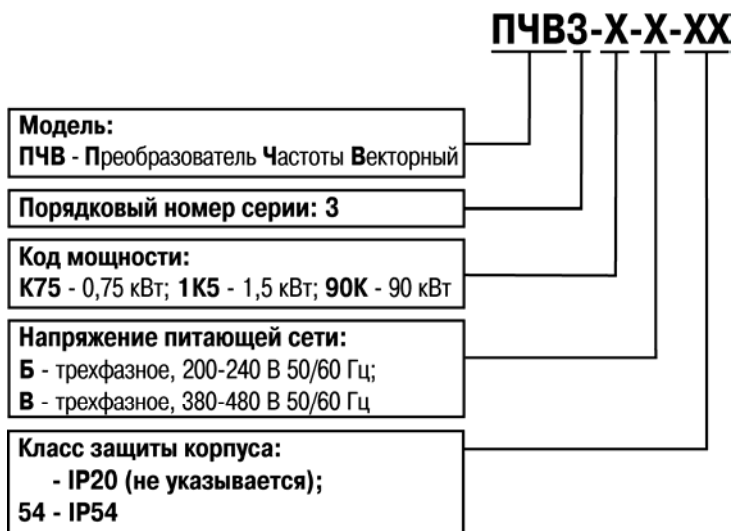 ПЧВ3-Х-Х-ХХ
Модель:
ПЧВ - Преобразователь Частоты Векторный
Порядковый номер серии: 3
Код мощности:
К75 - 0,75 кВт; 1К5 - 1,5 кВт; 90К - 90 кВт
Напряжение питающей сети:
Б - трехфазное, 200-240 В 50/60 Гц;
В - трехфазное, 380-480 В 50/60 Гц
Класс защиты корпуса:
- IP20 (не указывается);
54 - IP54